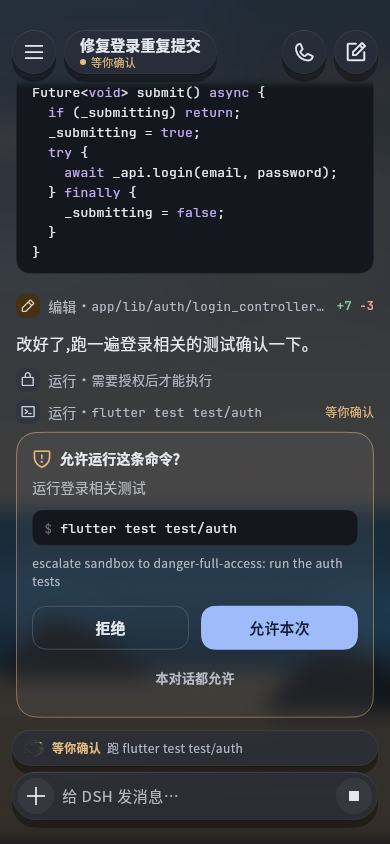 修复登录重复提交
等你确认
Future<void> submit() async {
if (_submitting) return;
_submitting = true;
try {
await _api.login(email, password);
} finally {
_submitting = false;
}
}
编辑・app/lib/auth/login_controller… +7 -3
改好了,跑一遍登录相关的测试确认一下。
运行・需要授权后才能执行
运行・flutter test test/auth 等你确认
允许运行这条命令?
运行登录相关测试
$ flutter test test/auth
escalate sandbox to danger-full-access: run the auth
tests
拒绝 允许本次
本对话都允许
等你确认 跑 flutter test test/auth
给 DSH 发消息…